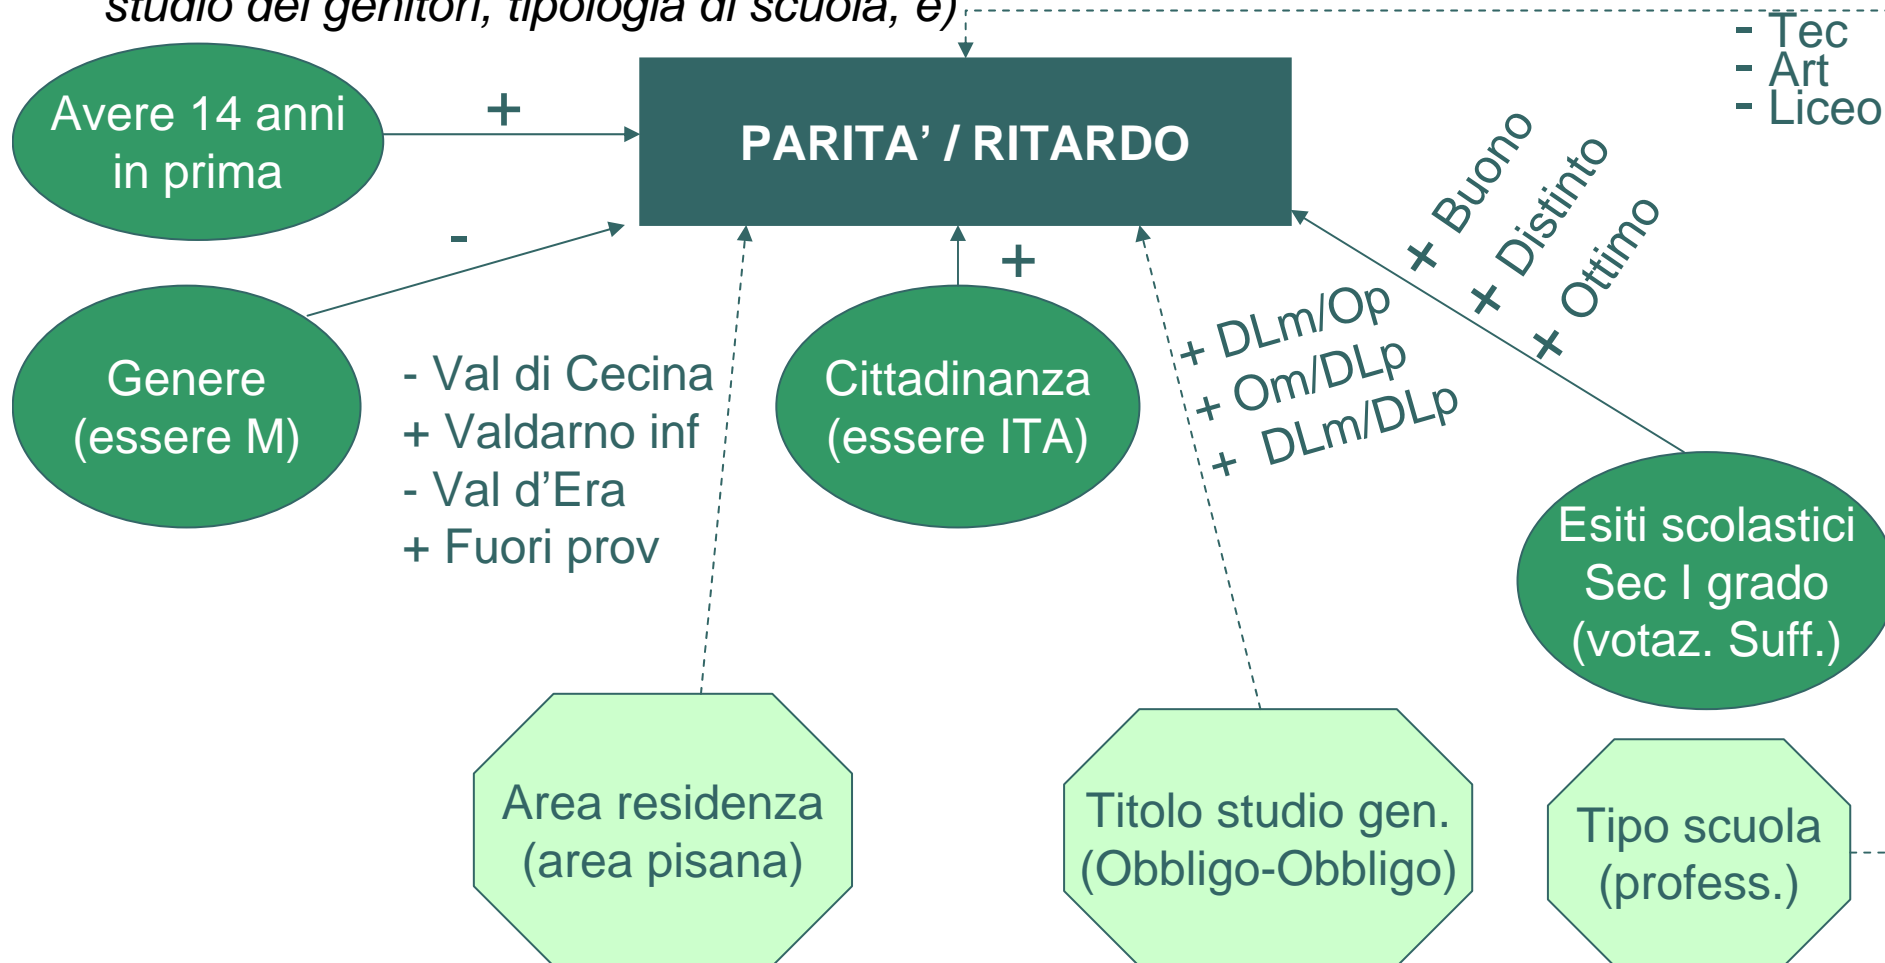 studio dei genitori, tipologia di scuola, e)
- Tec
- Art
- Liceo
Avere 14 anni
in prima
+
PARITA’ / RITARDO
-
+
+ Buono
+ Distinto
+ Ottimo
Genere
(essere M)
- Val di Cecina
+ Valdarno inf
- Val d’Era
+ Fuori prov
Cittadinanza
(essere ITA)
+ DLm/Op
+ Om/DLp
+ DLm/DLp
Esiti scolastici
Sec I grado
(votaz. Suff.)
Area residenza
(area pisana)
Titolo studio gen.
(Obbligo-Obbligo)
Tipo scuola
(profess.)